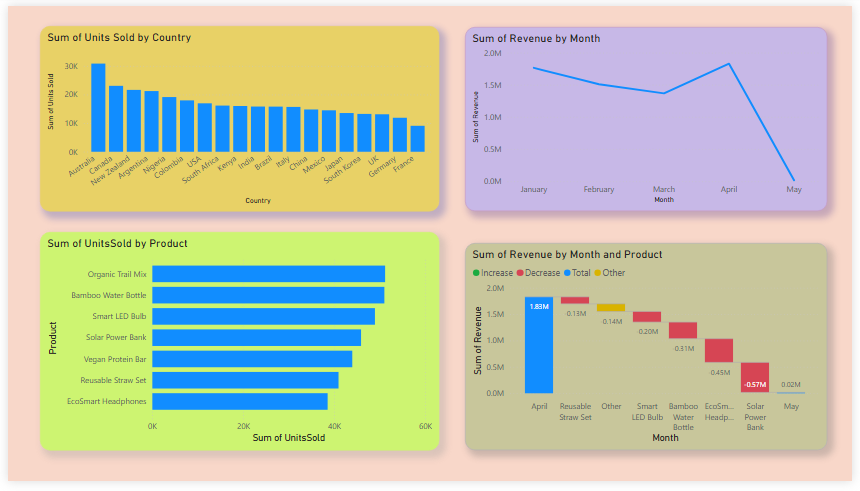 Sum of Units Sold by Country
Sum of Units Sold
30K
20K
10K
0K
Australia
Canada
New Zealand
Argentina
Nigeria
Colombia
USA
South Africa
Kenya
India
Brazil
Italy
China
Mexico
Japan
South Korea
UK
Germany
France
Country
Sum of Revenue by Month
Sum of Revenue
2.0M
1.5M
1.0M
0.5M
0.0M
January February March April May
Month
Sum of UnitsSold by Product
Product
Organic Trail Mix
Bamboo Water Bottle
Smart LED Bulb
Solar Power Bank
Vegan Protein Bar
Reusable Straw Set
EcoSmart Headphones
0K 20K 40K 60K
Sum of UnitsSold
Sum of Revenue by Month and Product
Increase Decrease Total Other
Sum of Revenue
2.0M
1.5M
1.0M
0.5M
0.0M
1.83M
-0.13M
-0.14M
-0.20M
-0.31M
-0.45M
-0.57M
0.02M
April Reusable Other Smart Bamboo EcoSm... Solar May
Straw Set LED Bulb Water Headp... Power
Bottle Bank
Month